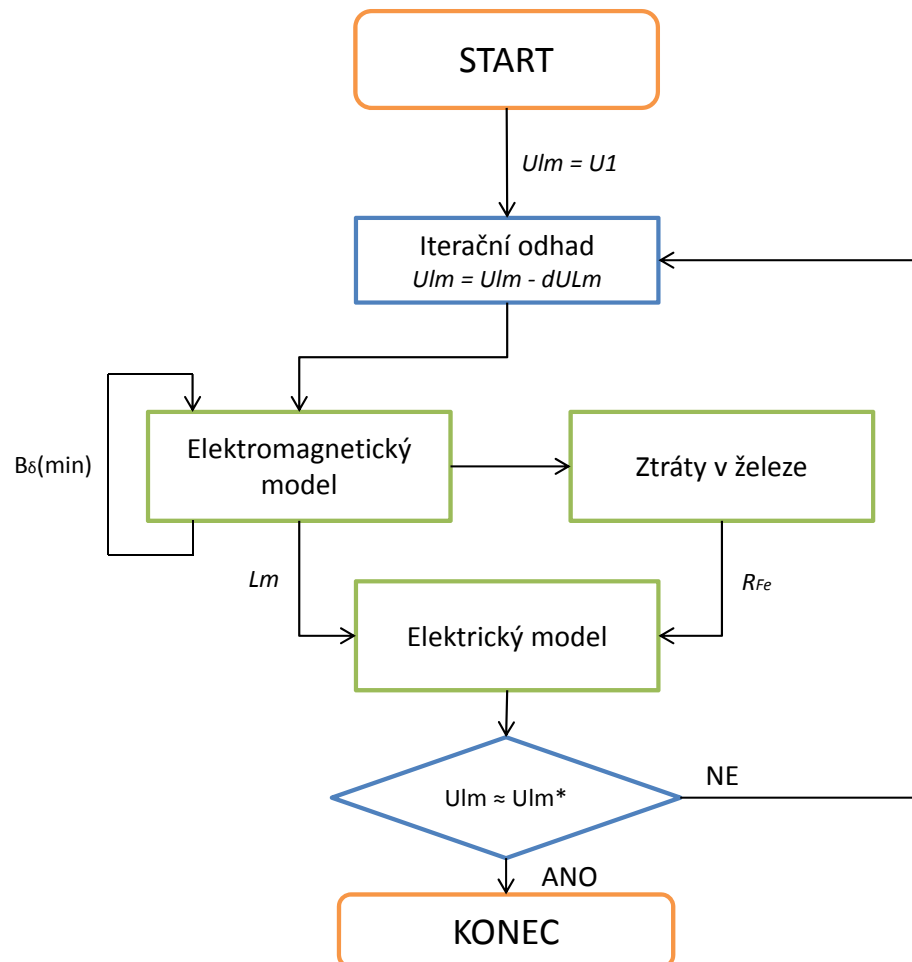 START
Ulm = U1
Iterační odhad
Ulm = Ulm - dULm
Elektromagnetický
model
Ztráty v železe
Bδ(min)
Lm
RFe
Elektrický model
Ulm ≈ Ulm*
NE
ANO
KONEC